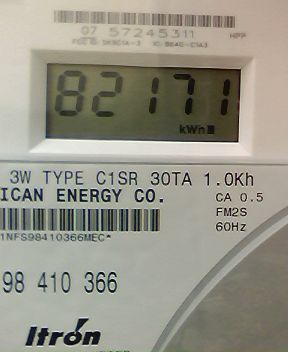 07 57245311 HPP
82171
kWh
3W TYPE C1SR 30TA 1.0Kh
ICAN ENERGY CO. CA 0.5
FM2S
60Hz
1NFS98410366MEC*
98 410 366
Itron